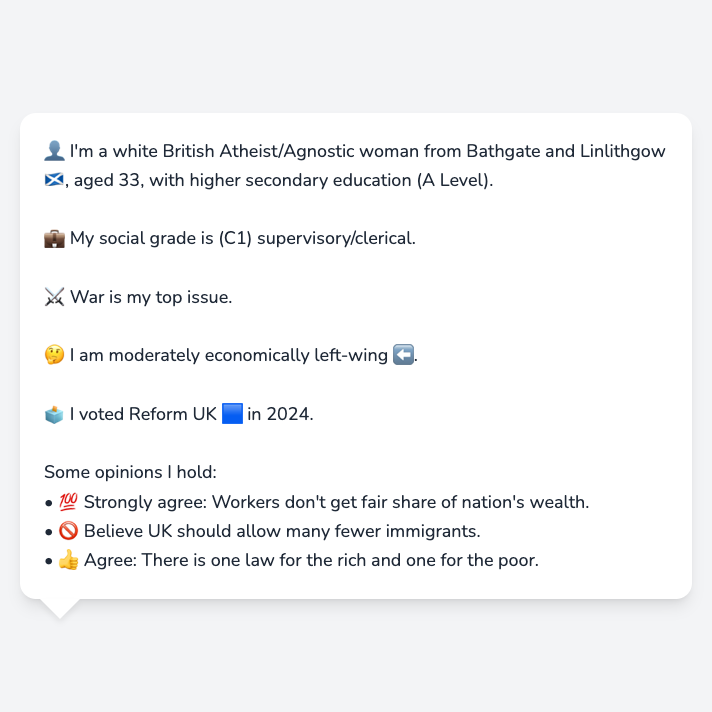 👤 I'm a white British Atheist/Agnostic woman from Bathgate and Linlithgow
🏴󠁧󠁢󠁳󠁣󠁴󠁿, aged 33, with higher secondary education (A Level).
💼 My social grade is (C1) supervisory/clerical.
⚔️ War is my top issue.
🤔 I am moderately economically left-wing ⬅️.
🗳️ I voted Reform UK 🟦 in 2024.
Some opinions I hold:
• 💯 Strongly agree: Workers don't get fair share of nation's wealth.
• 🚫 Believe UK should allow many fewer immigrants.
• 👍 Agree: There is one law for the rich and one for the poor.